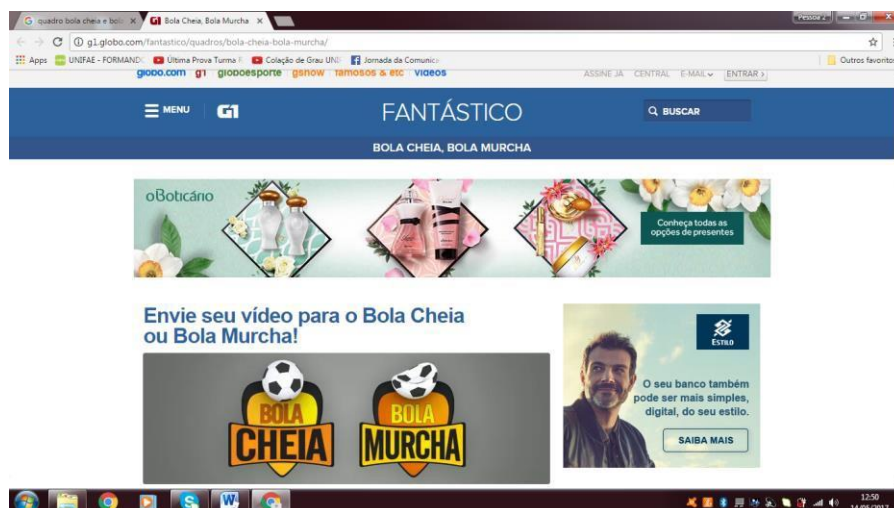 quadro bola cheia e bola
Bola Cheia, Bola Murcha
Pessoa 2
g1.globo.com/fantastico/quadros/bola-cheia-bola-murcha/
Apps UNIFAE - FORMAND Última Prova Turma F Colação de Grau UNI Jornada da Comunica Outros favoritos
globo.com g1 globoesporte gshow famosos & etc vídeos ASSINE JÁ CENTRAL E-MAIL ENTRAR >
MENU G1 FANTÁSTICO BUSCAR
BOLA CHEIA, BOLA MURCHA
oBoticário
Conheça todas as
opções de presentes
Envie seu vídeo para o Bola Cheia
ou Bola Murcha!
BOLA
CHEIA
BOLA
MURCHA
ESTILO
O seu banco também
pode ser mais simples,
digital, do seu estilo.
SAIBA MAIS
12:50